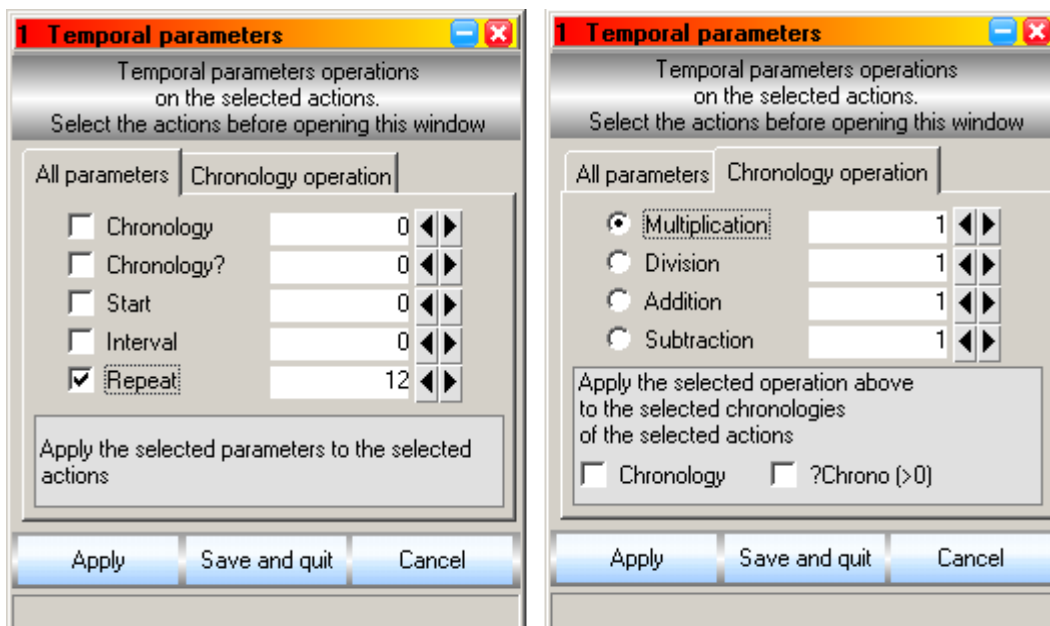 1 Temporal parameters
Temporal parameters operations
on the selected actions.
Select the actions before opening this window
All parameters Chronology operation
Chronology 0
Chronology? 0
Start 0
Interval 0
Repeat 12
Apply the selected parameters to the selected
actions
Apply Save and quit Cancel
1 Temporal parameters
Temporal parameters operations
on the selected actions.
Select the actions before opening this window
All parameters Chronology operation
Multiplication 1
Division 1
Addition 1
Subtraction 1
Apply the selected operation above
to the selected chronologies
of the selected actions
Chronology ?Chrono (>0)
Apply Save and quit Cancel